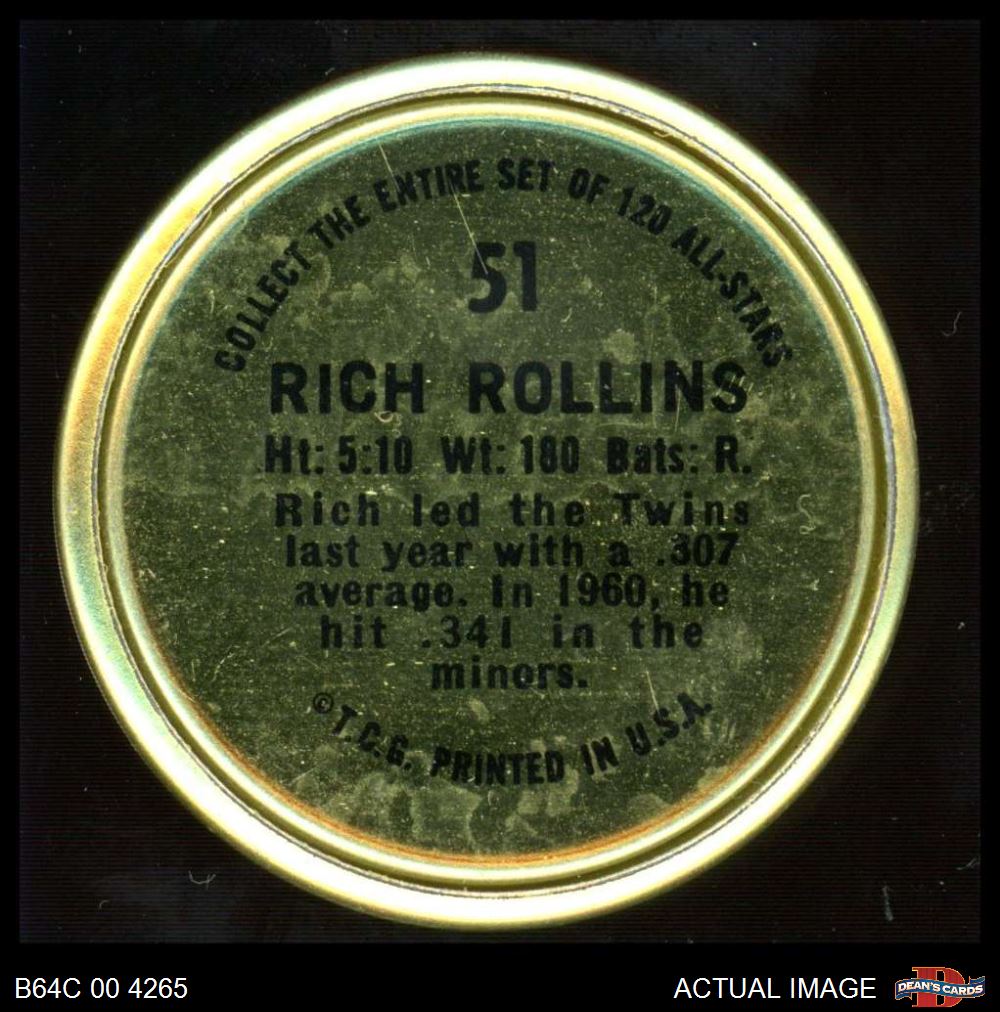 COLLECT THE ENTIRE SET OF 120 ALL-STARS
51
RICH ROLLINS
Ht: 5:10 Wt: 180 Bats: R.
Rich led the Twins
last year with a .307
average. In 1960, he
hit .341 in the
minors.
© T.C.G. PRINTED IN U.S.A.
B64C 00 4265
ACTUAL IMAGE
D
DEAN'S CARDS